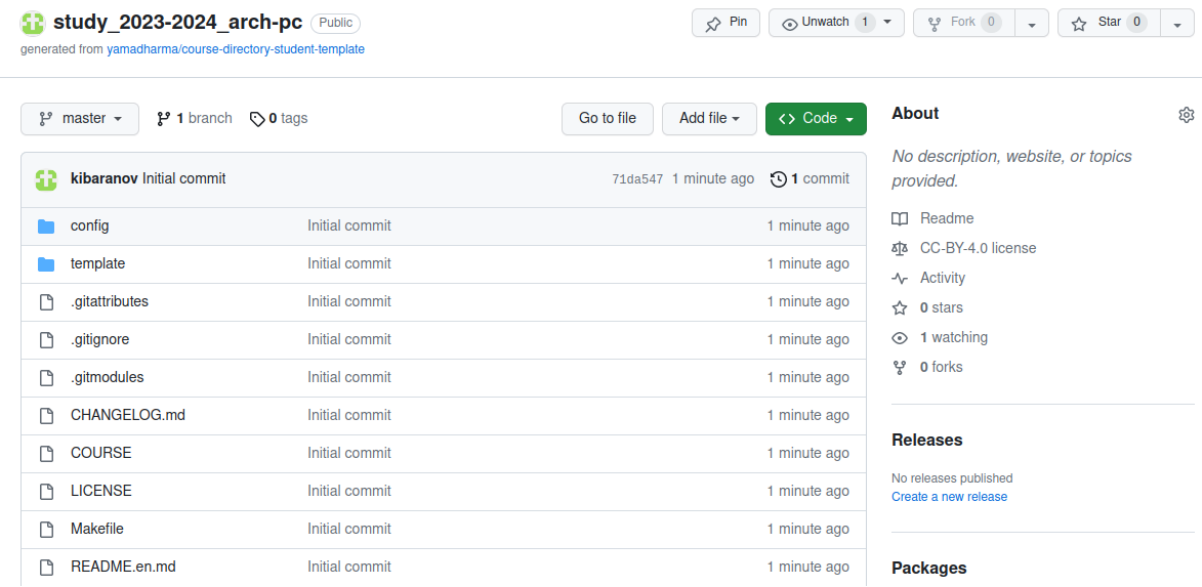 study_2023-2024_arch-pc Public Pin Unwatch 1 Fork 0 Star 0
generated from yamadharma/course-directory-student-template
master 1 branch 0 tags Go to file Add file Code
kibaranov Initial commit 71da547 1 minute ago 1 commit
config Initial commit 1 minute ago
template Initial commit 1 minute ago
.gitattributes Initial commit 1 minute ago
.gitignore Initial commit 1 minute ago
.gitmodules Initial commit 1 minute ago
CHANGELOG.md Initial commit 1 minute ago
COURSE Initial commit 1 minute ago
LICENSE Initial commit 1 minute ago
Makefile Initial commit 1 minute ago
README.en.md Initial commit 1 minute ago
About
No description, website, or topics
provided.
Readme
CC-BY-4.0 license
Activity
0 stars
1 watching
0 forks
Releases
No releases published
Create a new release
Packages